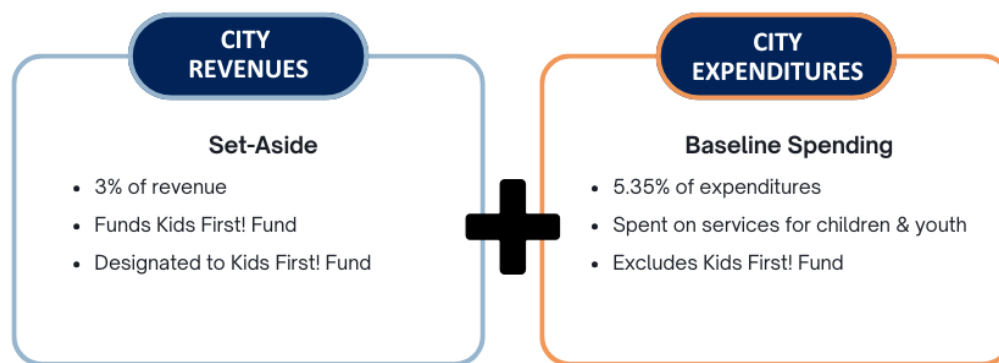 CITY
REVENUES
Set-Aside
• 3% of revenue
• Funds Kids First! Fund
• Designated to Kids First! Fund
CITY
EXPENDITURES
Baseline Spending
• 5.35% of expenditures
• Spent on services for children & youth
• Excludes Kids First! Fund